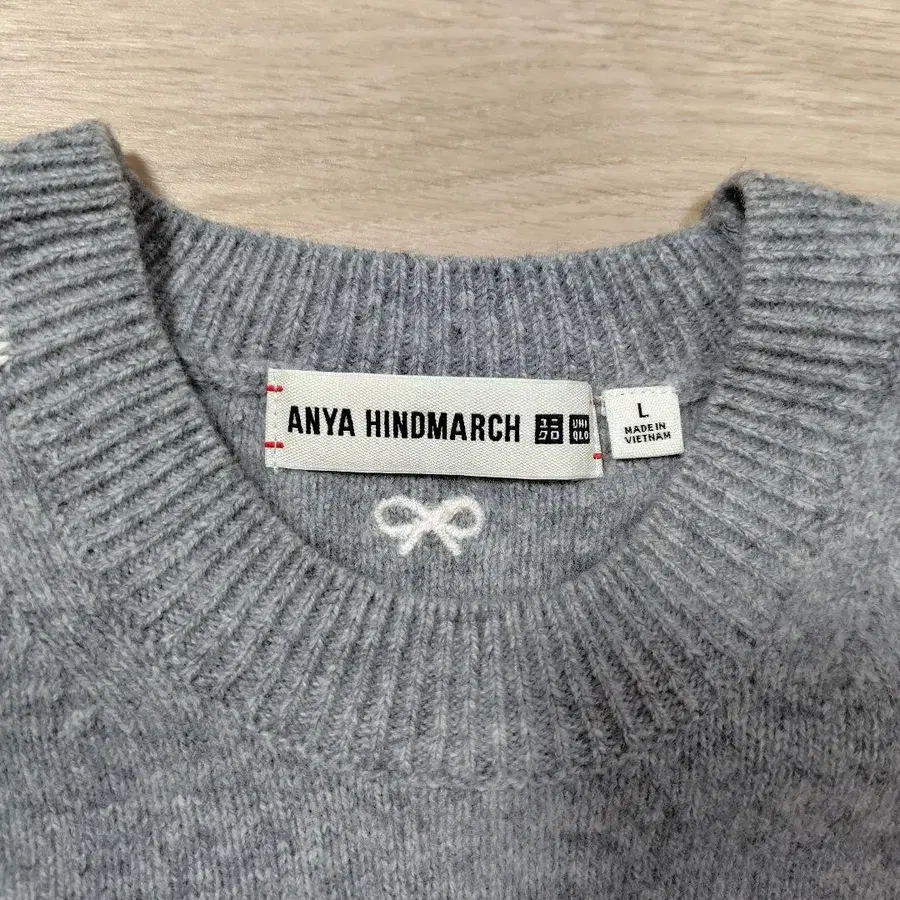 ANYA HINDMARCH ユニ クロ UNI QLO
L
MADE IN
VIETNAM